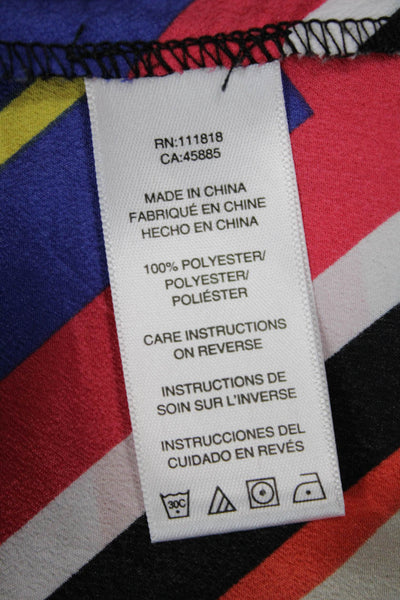 RN:111818
CA:45885
MADE IN CHINA
FABRIQUÉ EN CHINE
HECHO EN CHINA
100% POLYESTER/
POLYESTER/
POLIÉSTER
CARE INSTRUCTIONS
ON REVERSE
INSTRUCTIONS DE
SOIN SUR L'INVERSE
INSTRUCCIONES DEL
CUIDADO EN REVÉS
30C